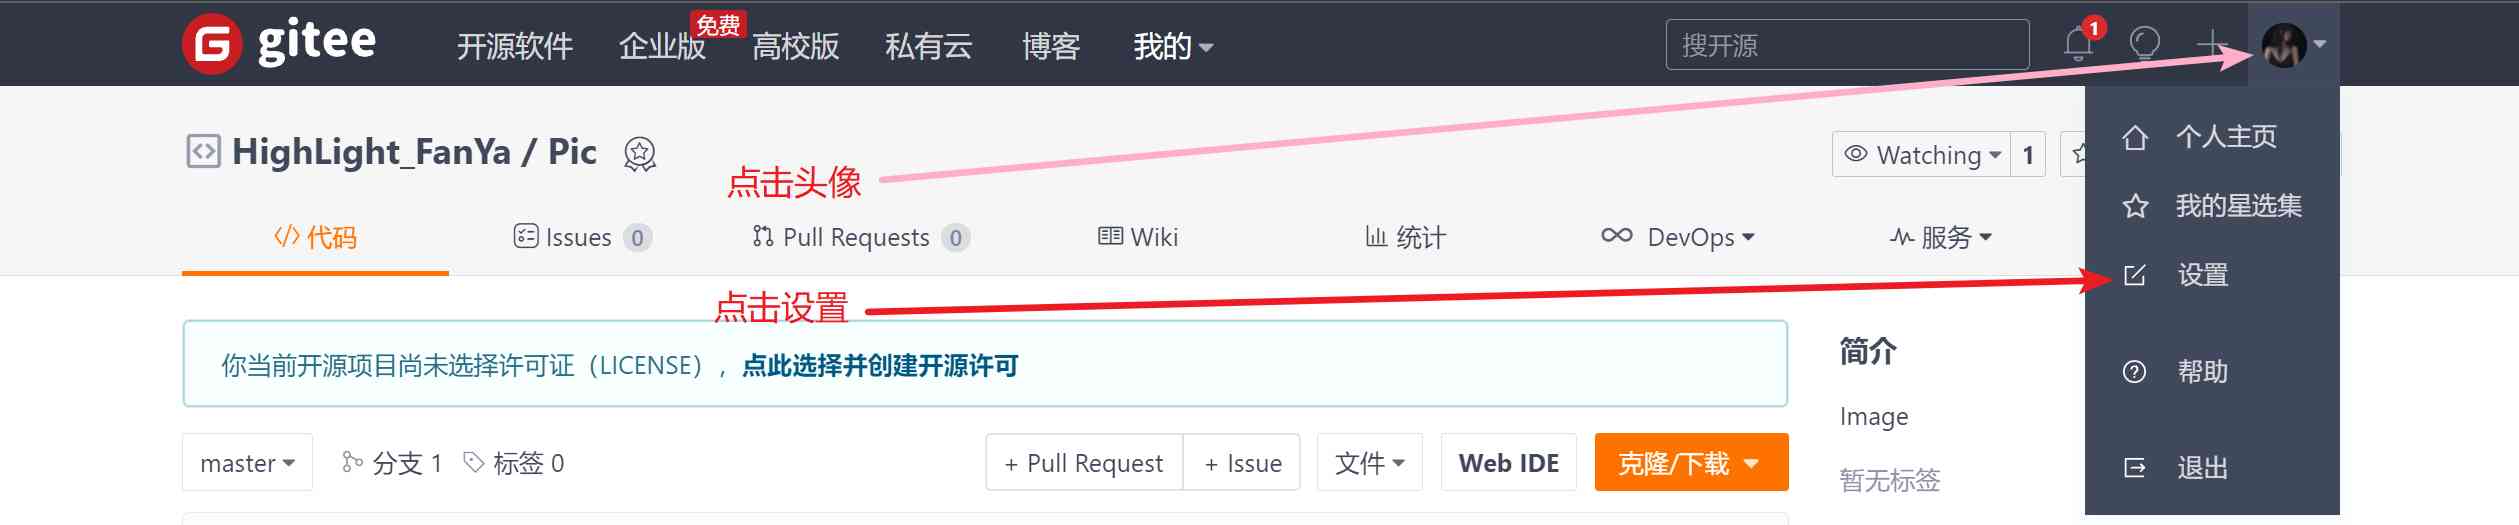 gitee 开源软件 企业版 免费 高校版 私有云 博客 我的 搜开源 1
HighLight_FanYa / Pic
Watching 1
个人主页
点击头像
我的星选集
代码 Issues 0 Pull Requests 0 Wiki 统计 DevOps 服务
设置
点击设置
你当前开源项目尚未选择许可证（LICENSE），点此选择并创建开源许可
简介
帮助
Image
master 分支 1 标签 0 + Pull Request + Issue 文件 Web IDE 克隆/下载
暂无标签
退出